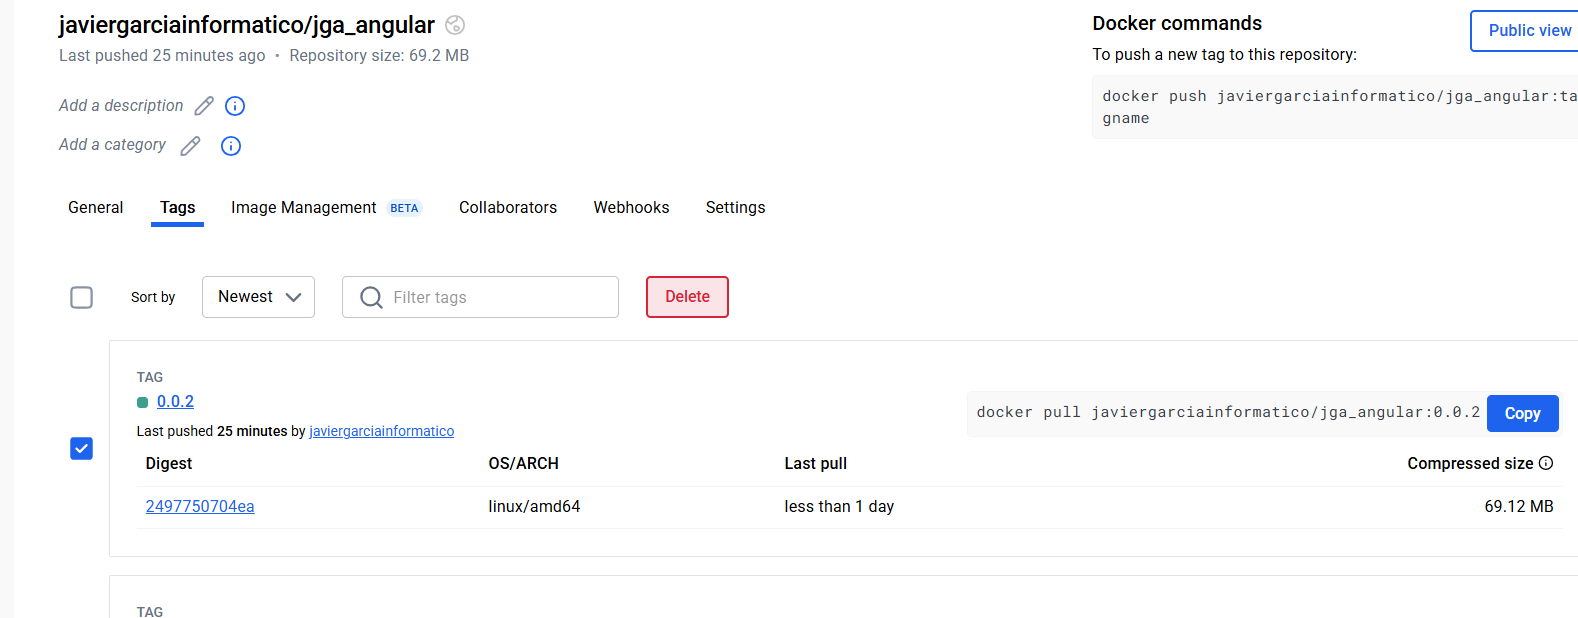 javiergarciainformatico/jga_angular
Last pushed 25 minutes ago • Repository size: 69.2 MB
Add a description
Add a category
Docker commands
To push a new tag to this repository:
Public view
docker push javiergarciainformatico/jga_angular:ta
gname
General Tags Image Management BETA Collaborators Webhooks Settings
Sort by Newest Filter tags Delete
TAG
0.0.2
Last pushed 25 minutes by javiergarciainformatico
docker pull javiergarciainformatico/jga_angular:0.0.2 Copy
Digest OS/ARCH Last pull Compressed size
2497750704ea linux/amd64 less than 1 day 69.12 MB
TAG